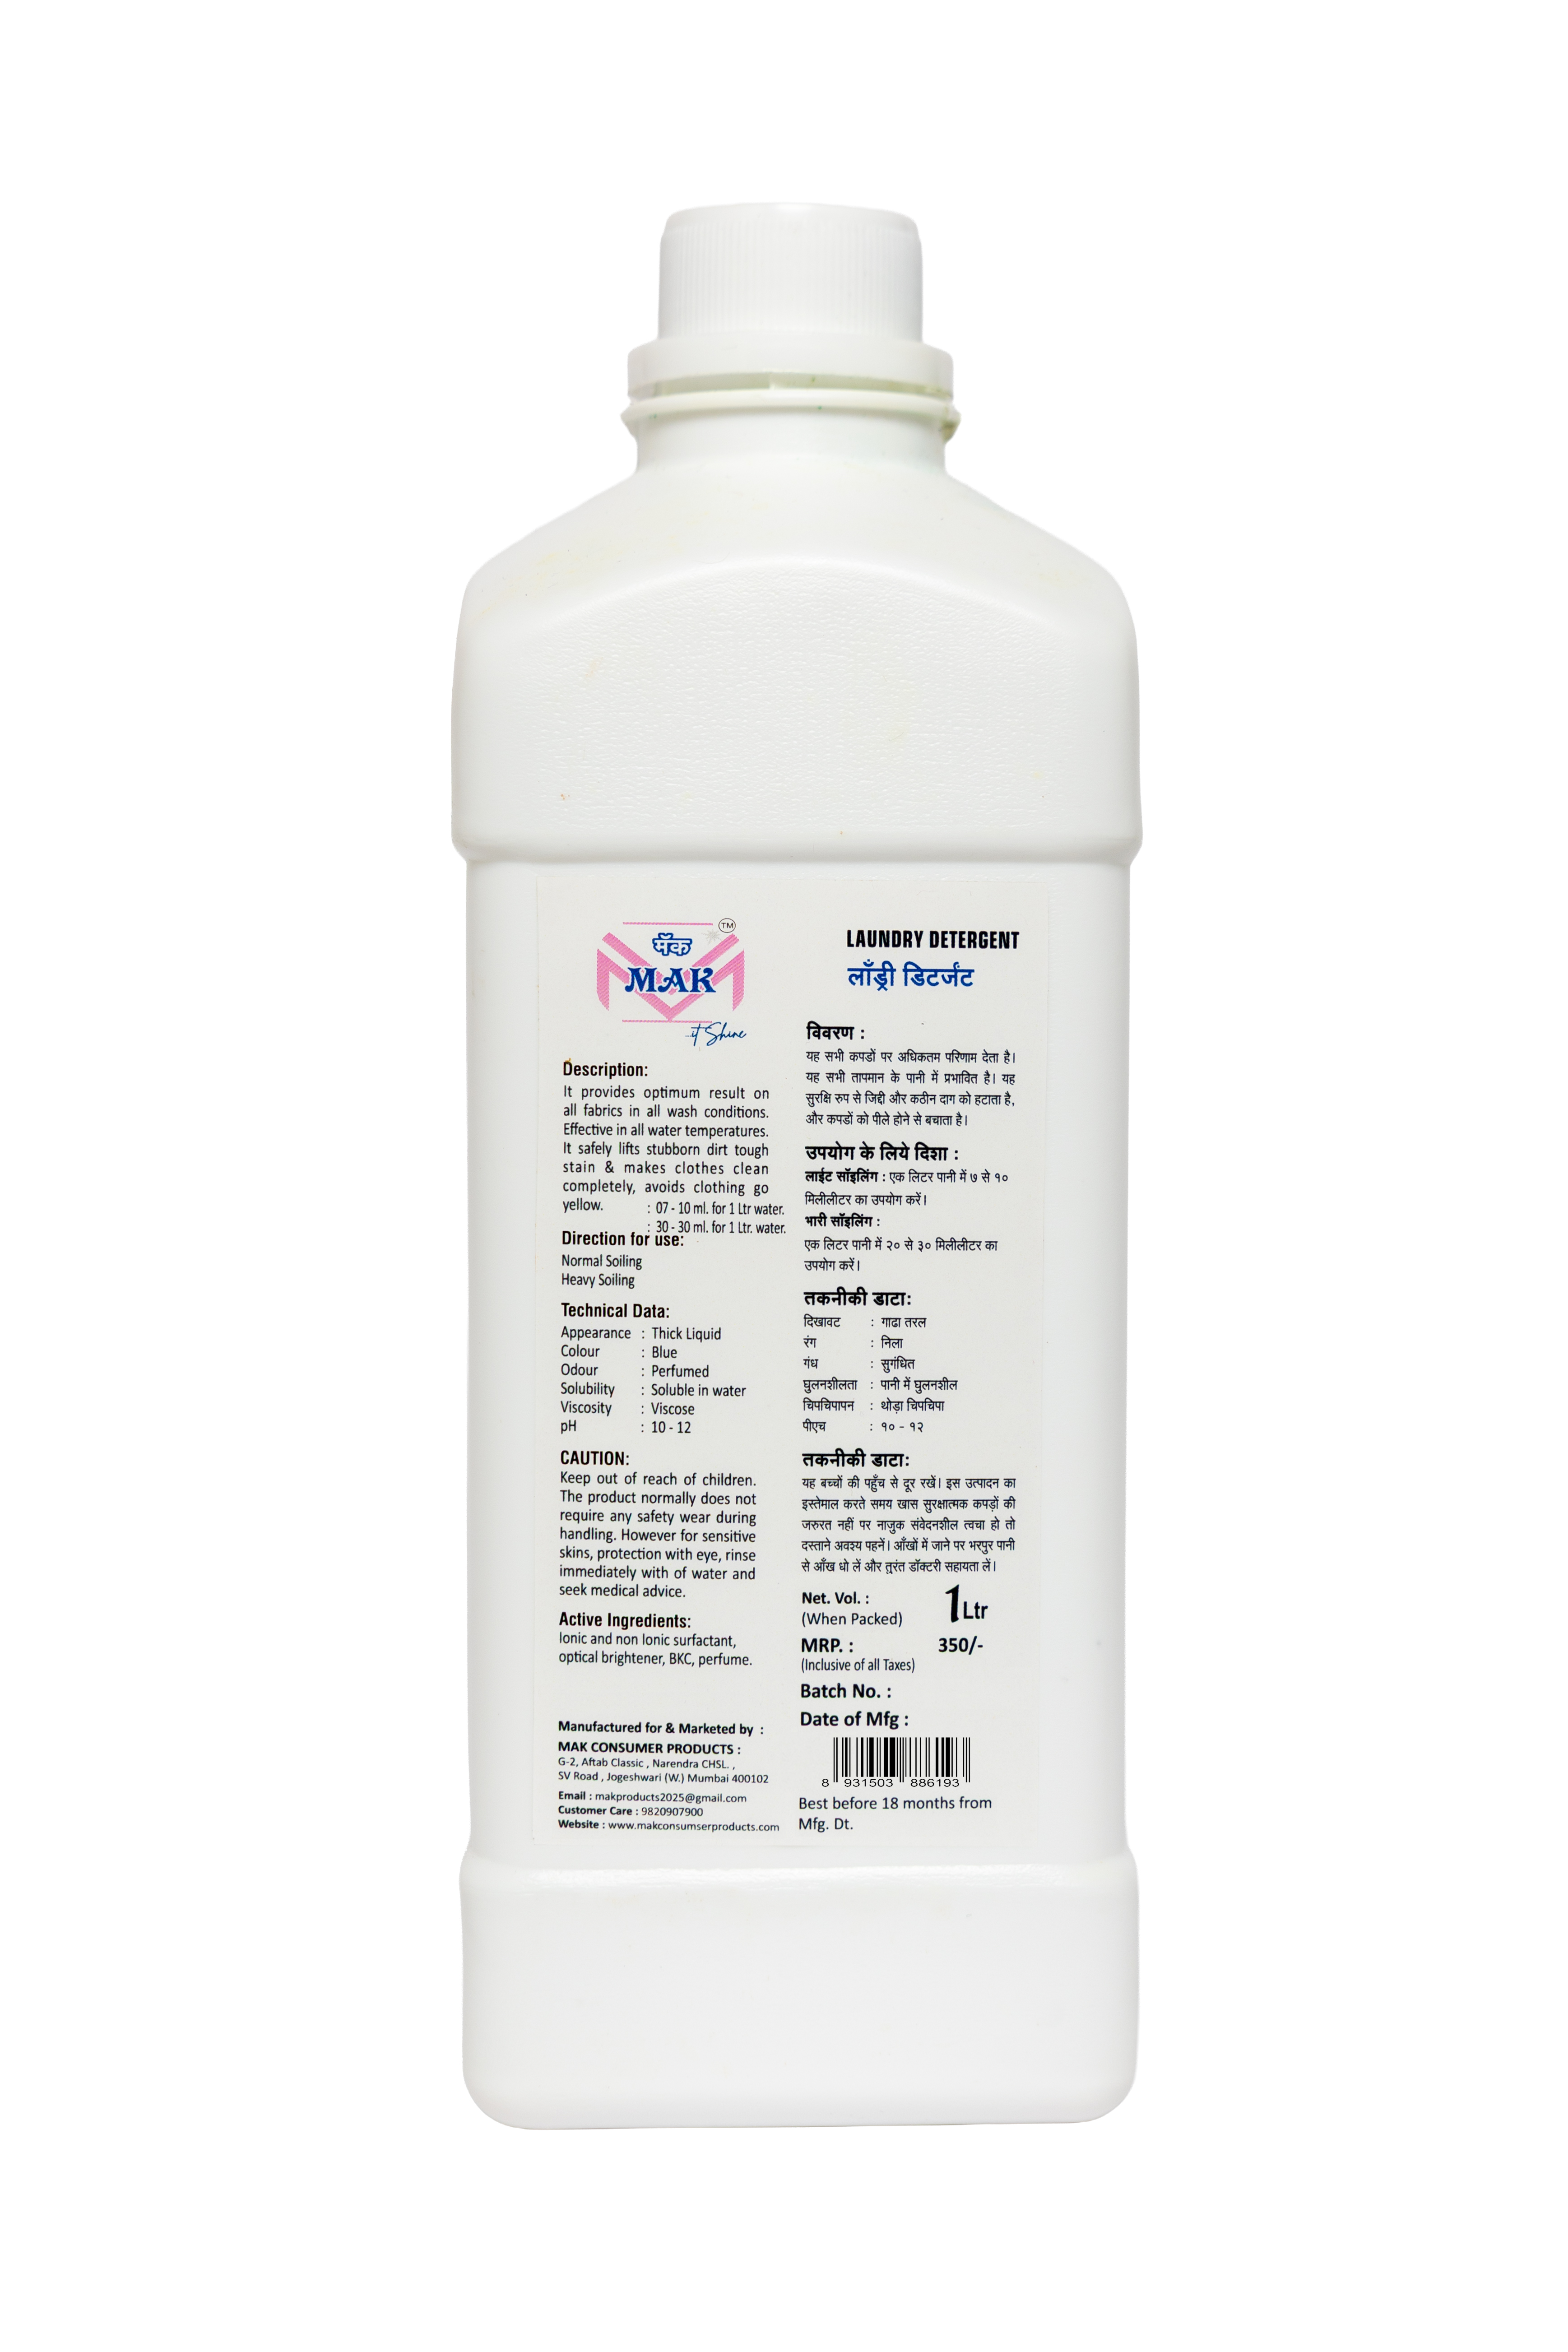 मॅक
MAK
TM
it Shine
LAUNDRY DETERGENT
लाँड्री डिटर्जंट
Description:
It provides optimum result on
all fabrics in all wash conditions.
Effective in all water temperatures.
It safely lifts stubborn dirt tough
stain & makes clothes clean
completely, avoids clothing go
yellow.
: 07 - 10 ml. for 1 Ltr water.
: 30 - 30 ml. for 1 Ltr. water.
Direction for use:
Normal Soiling
Heavy Soiling
Technical Data:
Appearance : Thick Liquid
Colour : Blue
Odour : Perfumed
Solubility : Soluble in water
Viscosity : Viscose
pH : 10 - 12
CAUTION:
Keep out of reach of children.
The product normally does not
require any safety wear during
handling. However for sensitive
skins, protection with eye, rinse
immediately with of water and
seek medical advice.
Active Ingredients:
Ionic and non Ionic surfactant,
optical brightener, BKC, perfume.
Manufactured for & Marketed by :
MAK CONSUMER PRODUCTS :
G-2, Aftab Classic , Narendra CHSL. ,
SV Road , Jogeshwari (W.) Mumbai 400102
Email : makproducts2025@gmail.com
Customer Care : 9820907900
Website : www.makconsumserproducts.com
विवरण :
यह सभी कपडों पर अधिकतम परिणाम देता है।
यह सभी तापमान के पानी में प्रभावित है। यह
सुरक्षि रुप से जिद्दी और कठीन दाग को हटाता है,
और कपडों को पीले होने से बचाता है।
उपयोग के लिये दिशा :
लाईट सॉइलिंग : एक लिटर पानी में ७ से १०
मिलीलीटर का उपयोग करें।
भारी सॉइलिंग :
एक लिटर पानी में २० से ३० मिलीलीटर का
उपयोग करें।
तकनीकी डाटा:
दिखावट : गाढा तरल
रंग : निला
गंध : सुगंधित
घुलनशीलता : पानी में घुलनशील
चिपचिपापन : थोड़ा चिपचिपा
पीएच : १० - १२
तकनीकी डाटा:
यह बच्चों की पहुँच से दूर रखें। इस उत्पादन का
इस्तेमाल करते समय खास सुरक्षात्मक कपड़ों की
जरुरत नहीं पर नाजुक संवेदनशील त्वचा हो तो
दस्ताने अवश्य पहनें। आँखों में जाने पर भरपुर पानी
से आँख धो लें और तुरंत डॉक्टरी सहायता लें।
Net. Vol. : 1 Ltr
(When Packed)
MRP. : 350/-
(Inclusive of all Taxes)
Batch No. :
Date of Mfg :
8 931503 886193
Best before 18 months from
Mfg. Dt.